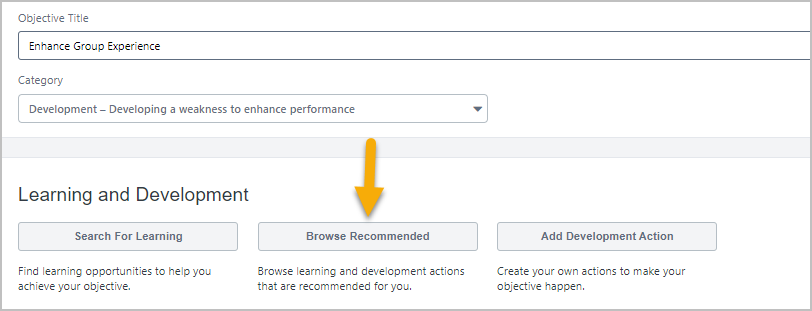 Objective Title
Enhance Group Experience
Category
Development – Developing a weakness to enhance performance
Learning and Development
Search For Learning
Browse Recommended
Add Development Action
Find learning opportunities to help you
achieve your objective.
Browse learning and development actions
that are recommended for you.
Create your own actions to make your
objective happen.